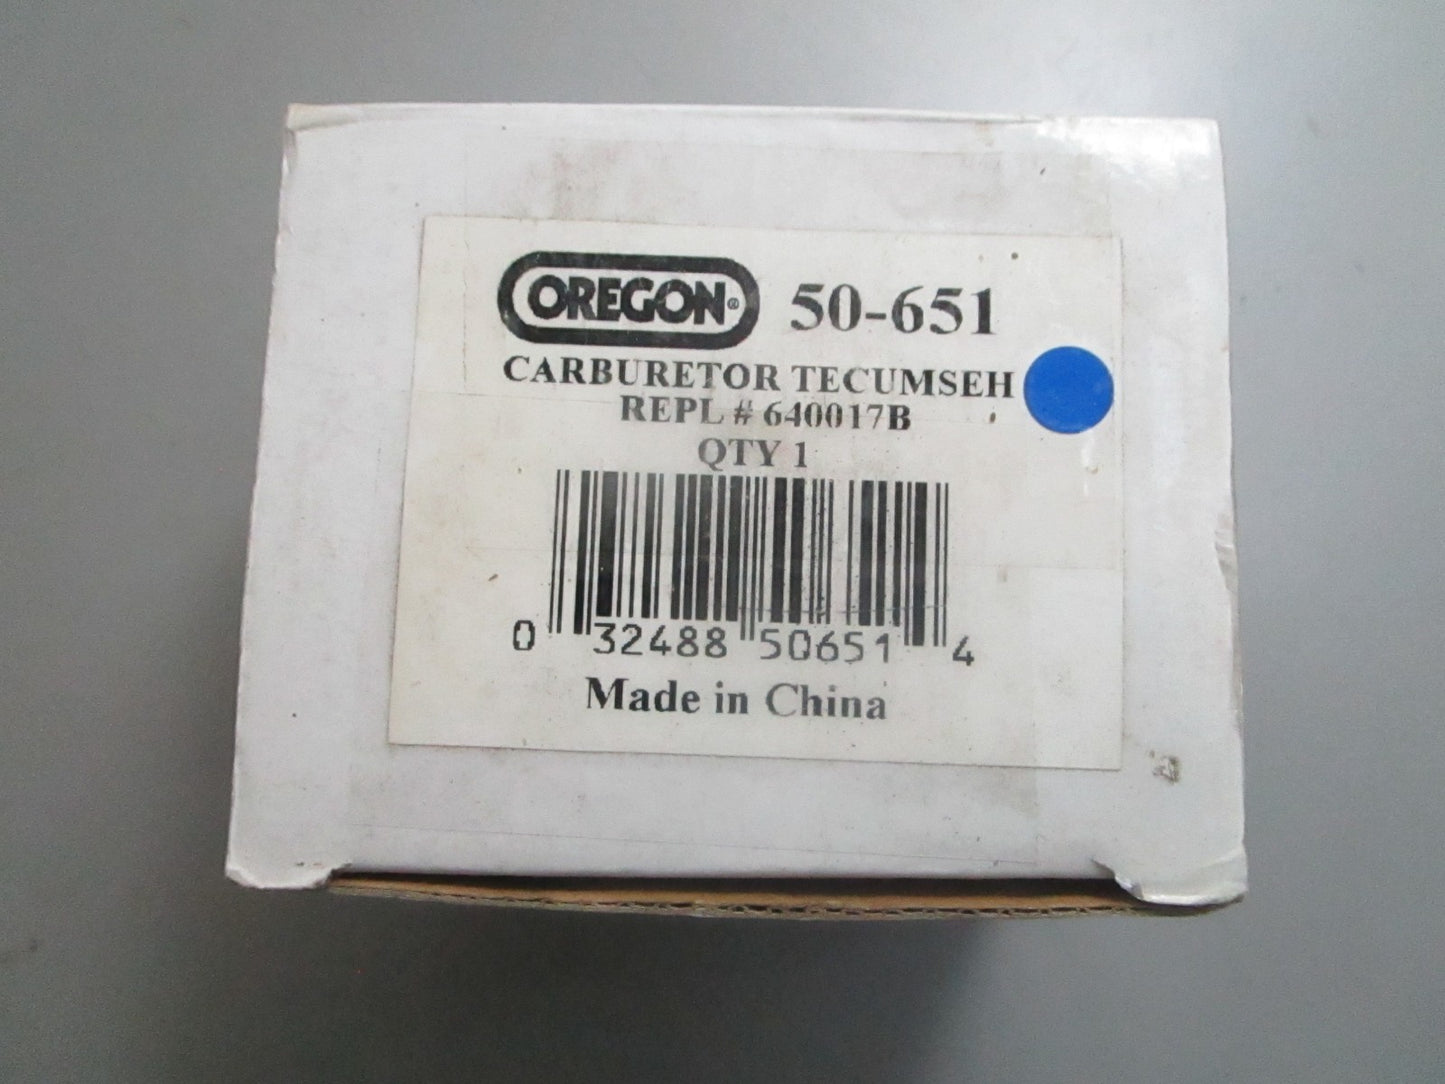 OREGON® 50-651
CARBURETOR TECUMSEH
REPL # 640017B
QTY 1
0 32488 50651 4
Made in China